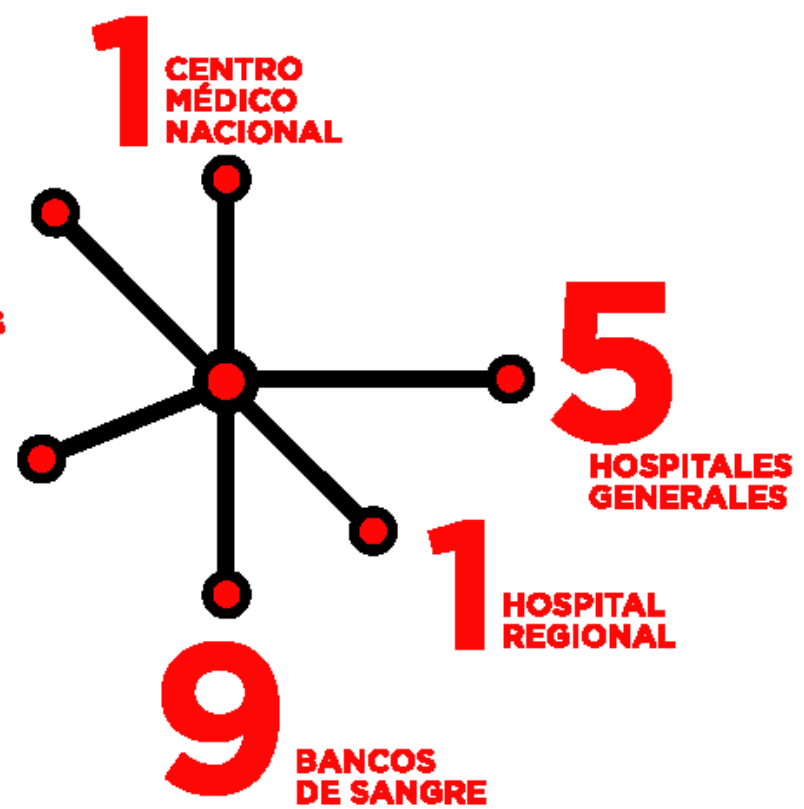 1
CENTRO
MÉDICO
NACIONAL
5
HOSPITALES
GENERALES
1
HOSPITAL
REGIONAL
9
BANCOS
DE SANGRE